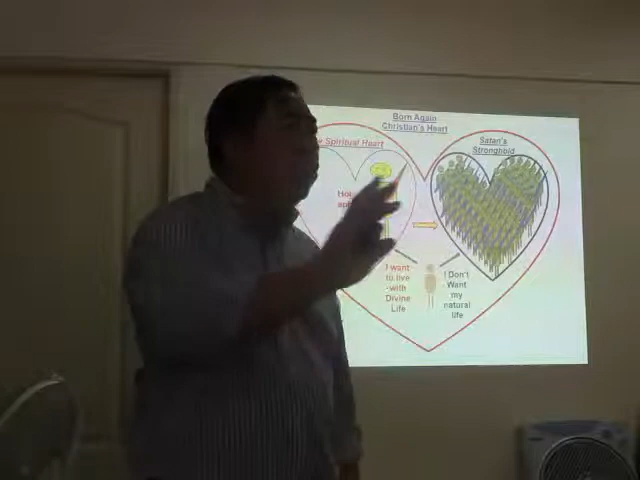 Born Again
Christian's Heart
Spiritual Heart
Satan's
Stronghold
I want
to live
with
Divine
Life
I Don't
Want
my
natural
life